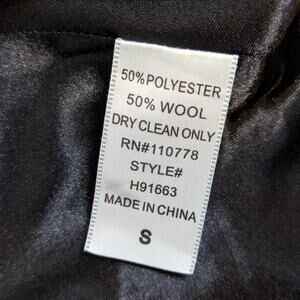 50% POLYESTER
50% WOOL
DRY CLEAN ONLY
RN#110778
STYLE#
H91663
MADE IN CHINA
S